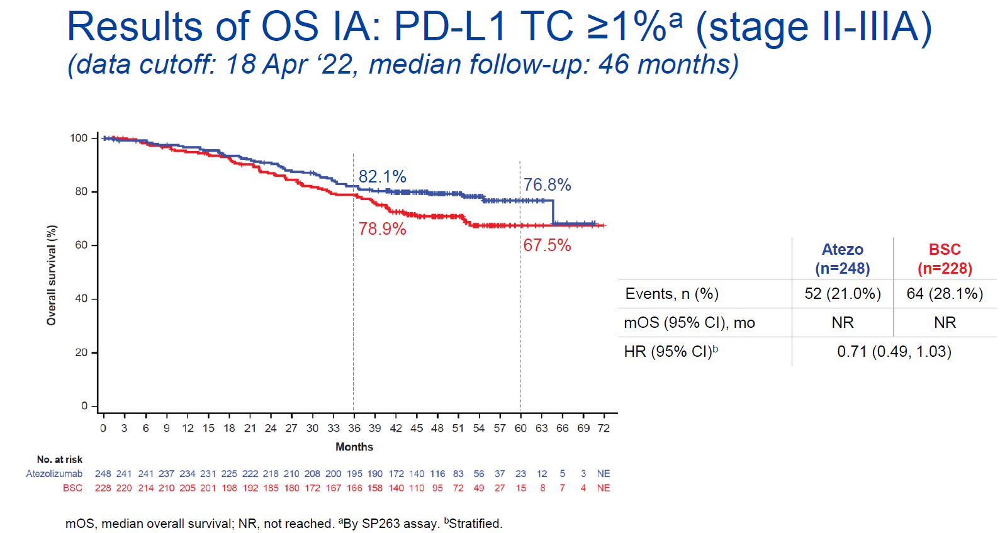 Results of OS IA: PD-L1 TC ≥1%ᵃ (stage II-IIIA)
(data cutoff: 18 Apr ‘22, median follow-up: 46 months)
Overall survival (%)
100
80
60
40
20
0
82.1%
78.9%
76.8%
67.5%
0 3 6 9 12 15 18 21 24 27 30 33 36 39 42 45 48 51 54 57 60 63 66 69 72
Months
Atezo BSC
(n=248) (n=228)
Events, n (%) 52 (21.0%) 64 (28.1%)
mOS (95% CI), mo NR NR
HR (95% CI)ᵇ 0.71 (0.49, 1.03)
No. at risk
Atezolizumab 248 241 241 237 234 231 225 222 218 210 208 200 195 190 172 140 116 83 56 37 23 12 5 3 NE
BSC 228 220 214 210 205 201 198 192 185 180 172 167 166 158 140 110 95 72 49 27 15 8 7 4 NE
mOS, median overall survival; NR, not reached. ᵃBy SP263 assay. ᵇStratified.